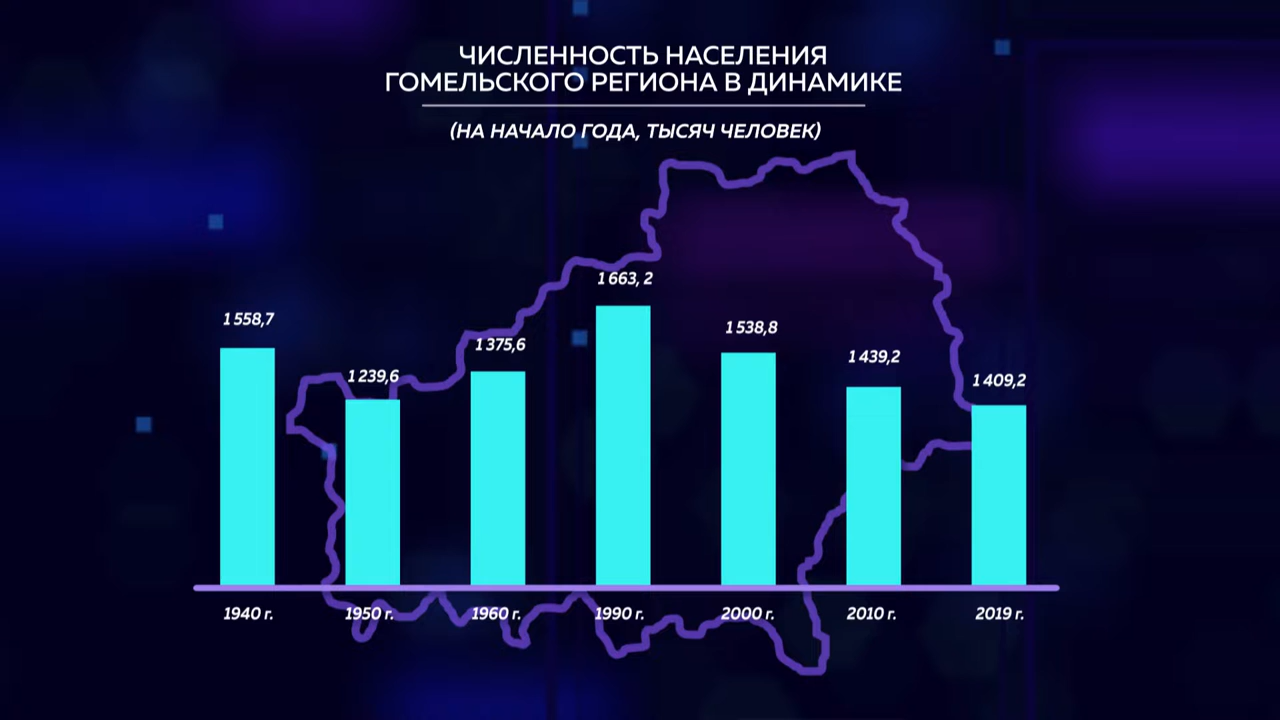 ЧИСЛЕННОСТЬ НАСЕЛЕНИЯ
ГОМЕЛЬСКОГО РЕГИОНА В ДИНАМИКЕ
(НА НАЧАЛО ГОДА, ТЫСЯЧ ЧЕЛОВЕК)
1 558,7
1 239,6
1 375,6
1 663, 2
1 538,8
1 439,2
1 409,2
1940 г.
1950 г.
1960 г.
1990 г.
2000 г.
2010 г.
2019 г.